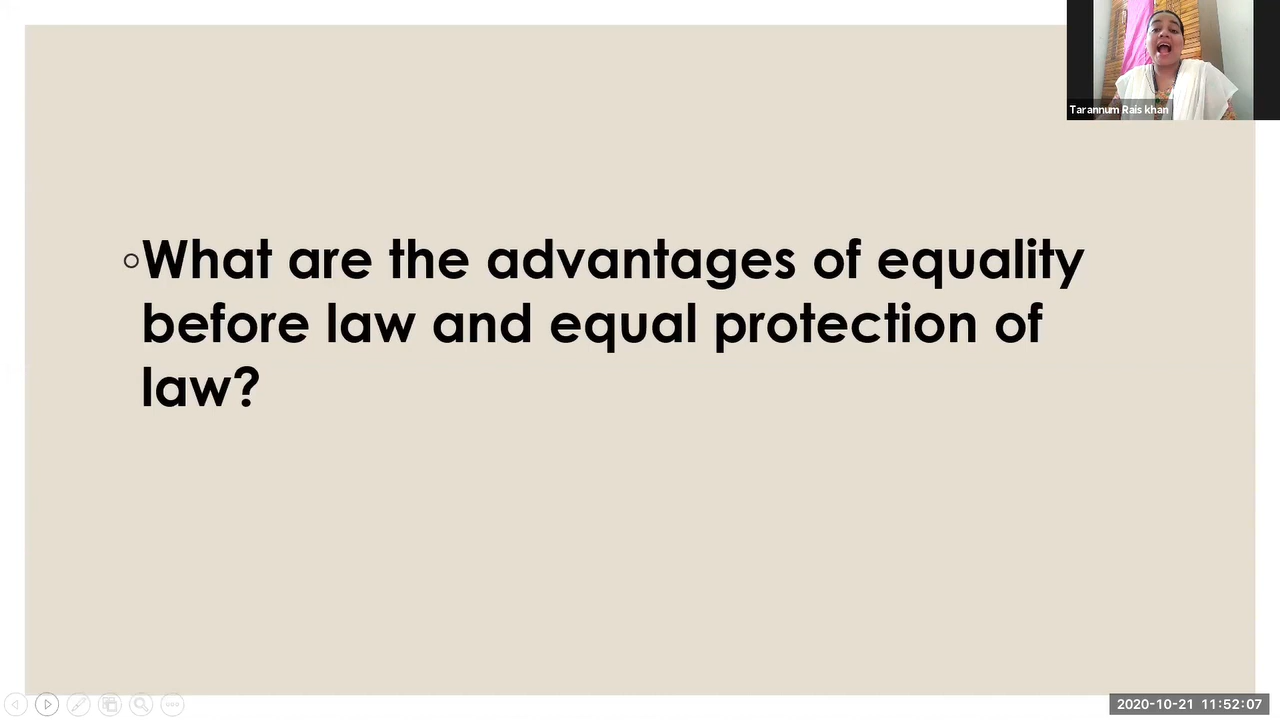 Tarannum Rais khan
◦What are the advantages of equality
before law and equal protection of
law?
2020-10-21 11:52:07